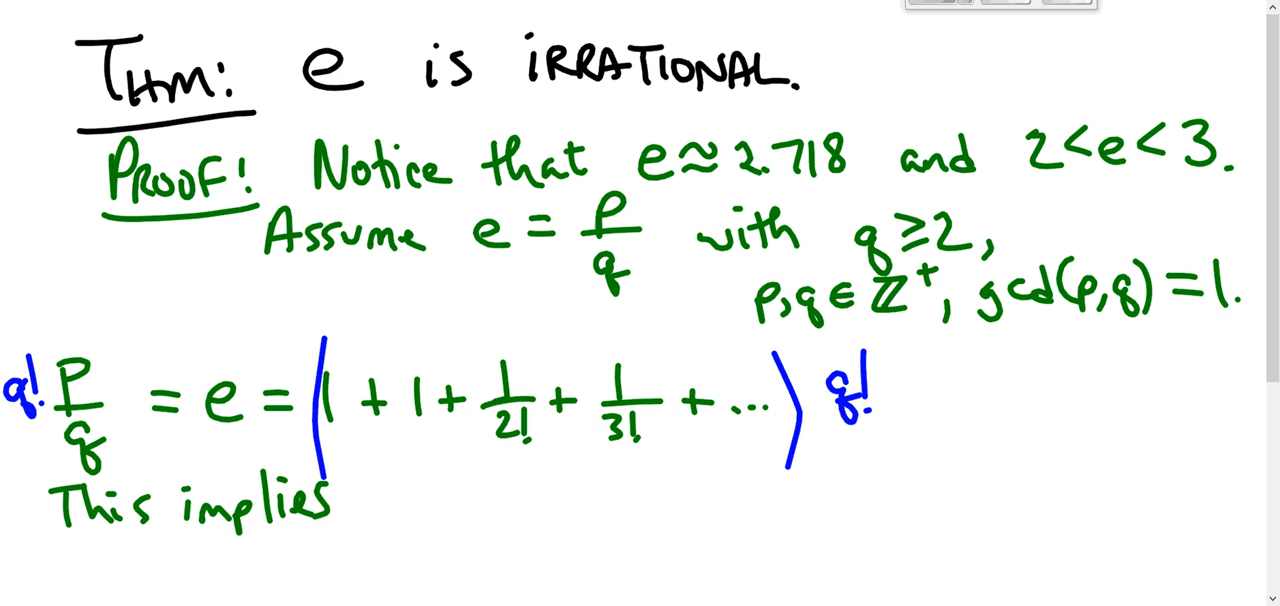 THM: e is IRRATIONAL.
PROOF! Notice that e≈2.718 and 2<e<3.
Assume e = p/q with q≥2,
p,q ∈ ℤ⁺, gcd(p,q)=1.
q! p/q = e = (1 + 1 + 1/2! + 1/3! + ...) q!
This implies